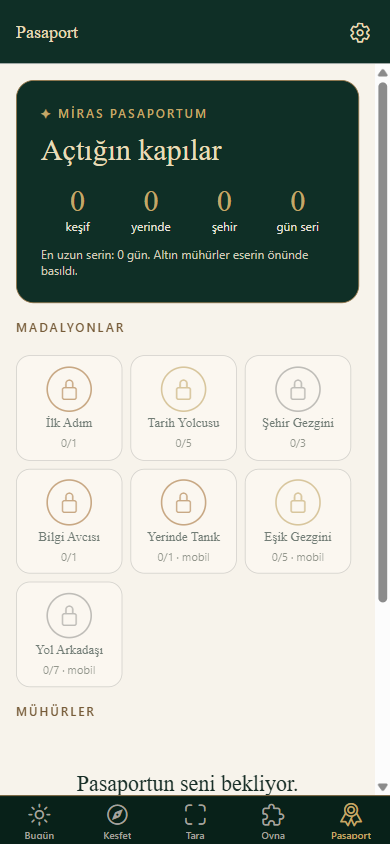 Pasaport
✦ MİRAS PASAPORTUM
Açtığın kapılar
0 0 0 0
keşif yerinde şehir gün seri
En uzun serin: 0 gün. Altın mühürler eserin önünde
basıldı.
MADALYONLAR
İlk Adım Tarih Yolcusu Şehir Gezgini
0/1 0/5 0/3
Bilgi Avcısı Yerinde Tanık Eşik Gezgini
0/1 0/1 · mobil 0/5 · mobil
Yol Arkadaşı
0/7 · mobil
MÜHÜRLER
Pasaportun seni bekliyor.
Bugün Keşfet Tara Oyna Pasaport